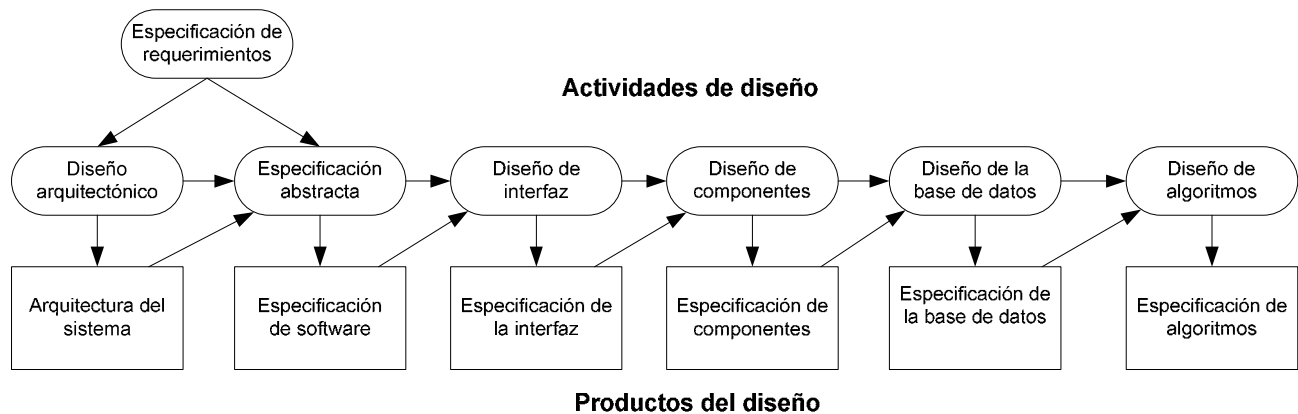 Especificación de
requerimientos
Actividades de diseño
Diseño
arquitectónico
Especificación
abstracta
Diseño de
interfaz
Diseño de
componentes
Diseño de la
base de datos
Diseño de
algoritmos
Arquitectura del
sistema
Especificación
de software
Especificación de
la interfaz
Especificación de
componentes
Especificación de
la base de datos
Especificación de
algoritmos
Productos del diseño